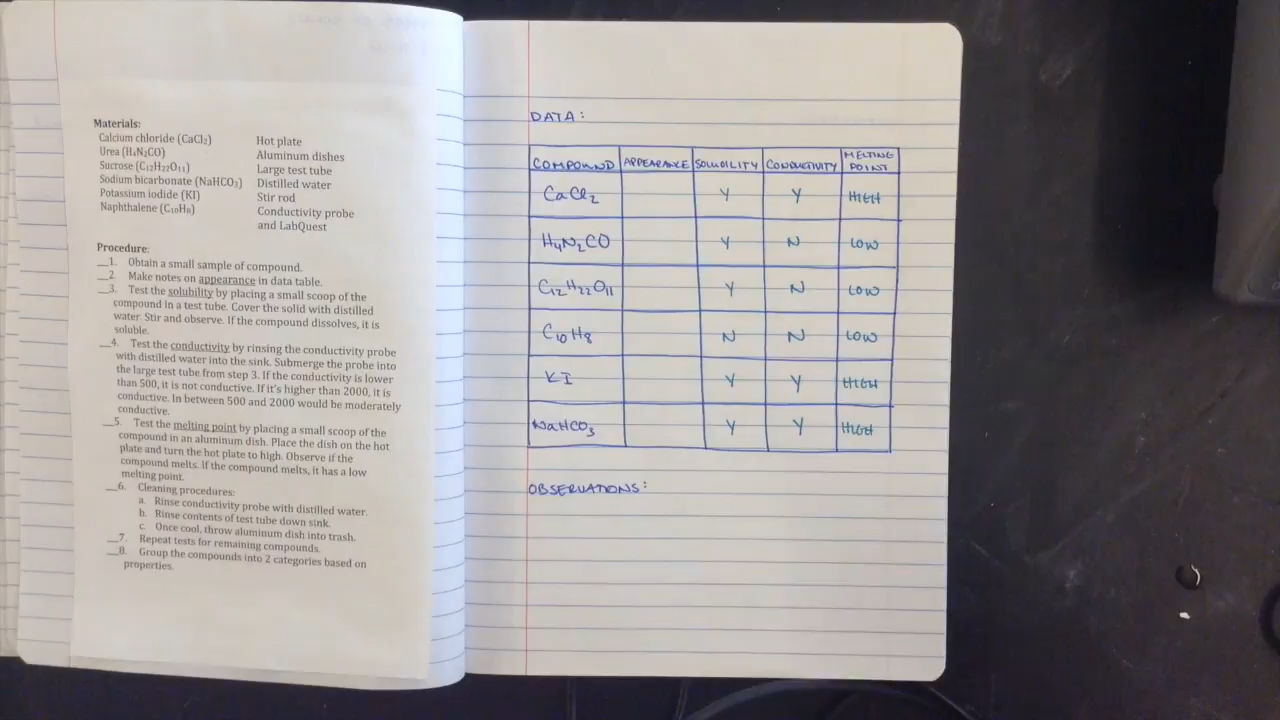 Materials:
Calcium chloride (CaCl₂) Hot plate
Urea (H₄N₂CO) Aluminum dishes
Sucrose (C₁₂H₂₂O₁₁) Large test tube
Sodium bicarbonate (NaHCO₃) Distilled water
Potassium iodide (KI) Stir rod
Naphthalene (C₁₀H₈) Conductivity probe
and LabQuest
Procedure:
__1. Obtain a small sample of compound.
__2. Make notes on appearance in data table.
__3. Test the solubility by placing a small scoop of the
compound in a test tube. Cover the solid with distilled
water. Stir and observe. If the compound dissolves, it is
soluble.
__4. Test the conductivity by rinsing the conductivity probe
with distilled water into the sink. Submerge the probe into
the large test tube from step 3. If the conductivity is lower
than 500, it is not conductive. If it's higher than 2000, it is
conductive. In between 500 and 2000 would be moderately
conductive.
__5. Test the melting point by placing a small scoop of the
compound in an aluminum dish. Place the dish on the hot
plate and turn the hot plate to high. Observe if the
compound melts. If the compound melts, it has a low
melting point.
__6. Cleaning procedures:
a. Rinse conductivity probe with distilled water.
b. Rinse contents of test tube down sink.
c. Once cool, throw aluminum dish into trash.
__7. Repeat tests for remaining compounds.
__8. Group the compounds into 2 categories based on
properties.
DATA:
COMPOUND APPEARANCE SOLUBILITY CONDUCTIVITY MELTING POINT
CaCl₂ Y Y HIGH
H₄N₂CO Y N LOW
C₁₂H₂₂O₁₁ Y N LOW
C₁₀H₈ N N LOW
KI Y Y HIGH
NaHCO₃ Y Y HIGH
OBSERVATIONS: